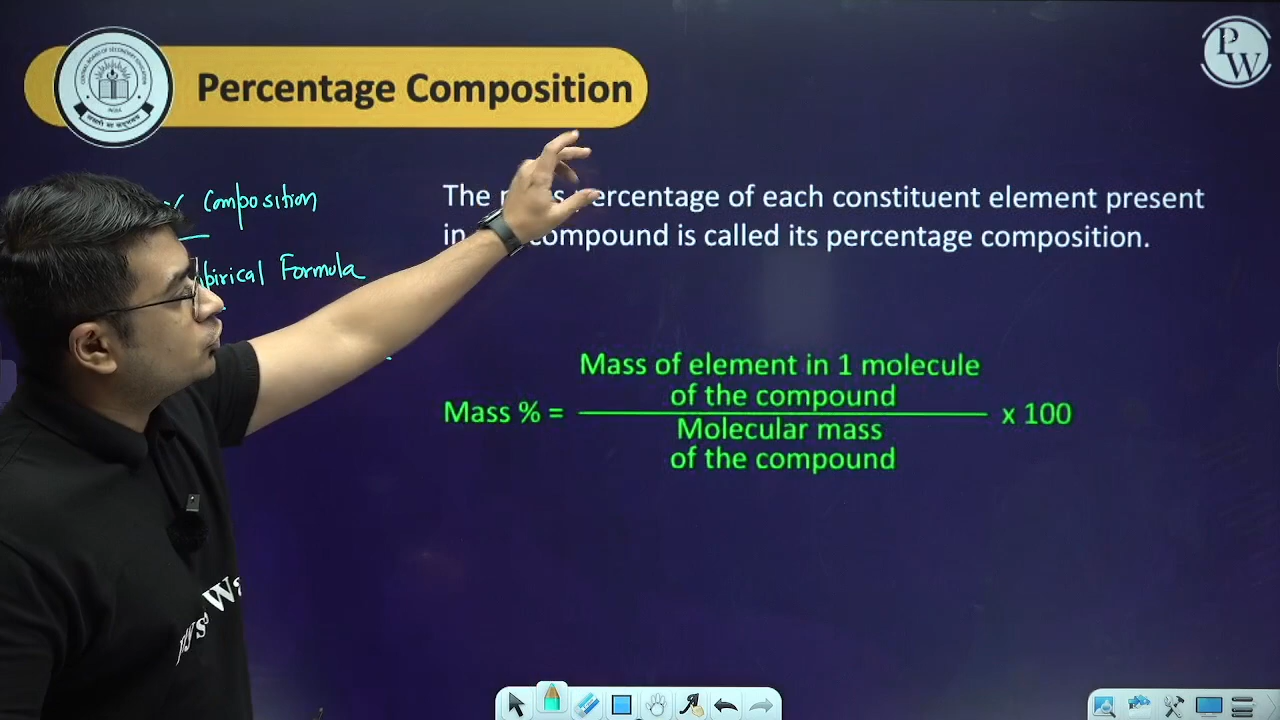 Percentage Composition
PW
composition
The percentage of each constituent element present
in compound is called its percentage composition.
Formula
Mass of element in 1 molecule
of the compound
Mass % = x 100
Molecular mass
of the compound